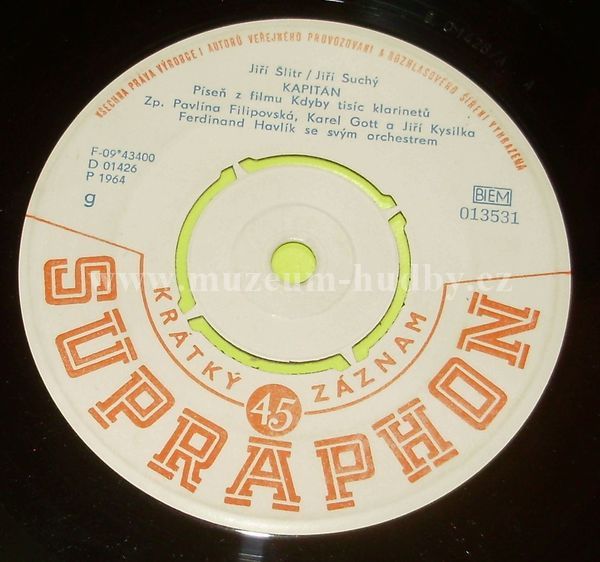 VŠECHNA PRÁVA VÝROBCE I AUTORŮ VEŘEJNÉHO PROVOZOVÁNÍ A ROZHLASOVÉHO ŠÍŘENÍ VYHRAZENA
Jiří Šlitr / Jiří Suchý
KAPITÁN
Píseň z filmu Kdyby tisíc klarinetů
Zp. Pavlína Filipovská, Karel Gott a Jiří Kysilka
Ferdinand Havlík se svým orchestrem
F-09*43400
D 01426
P 1964
g
BIEM
013531
www.muzeum-hudby.cz
KRÁTKÝ 45 ZÁZNAM
SUPRAPHON